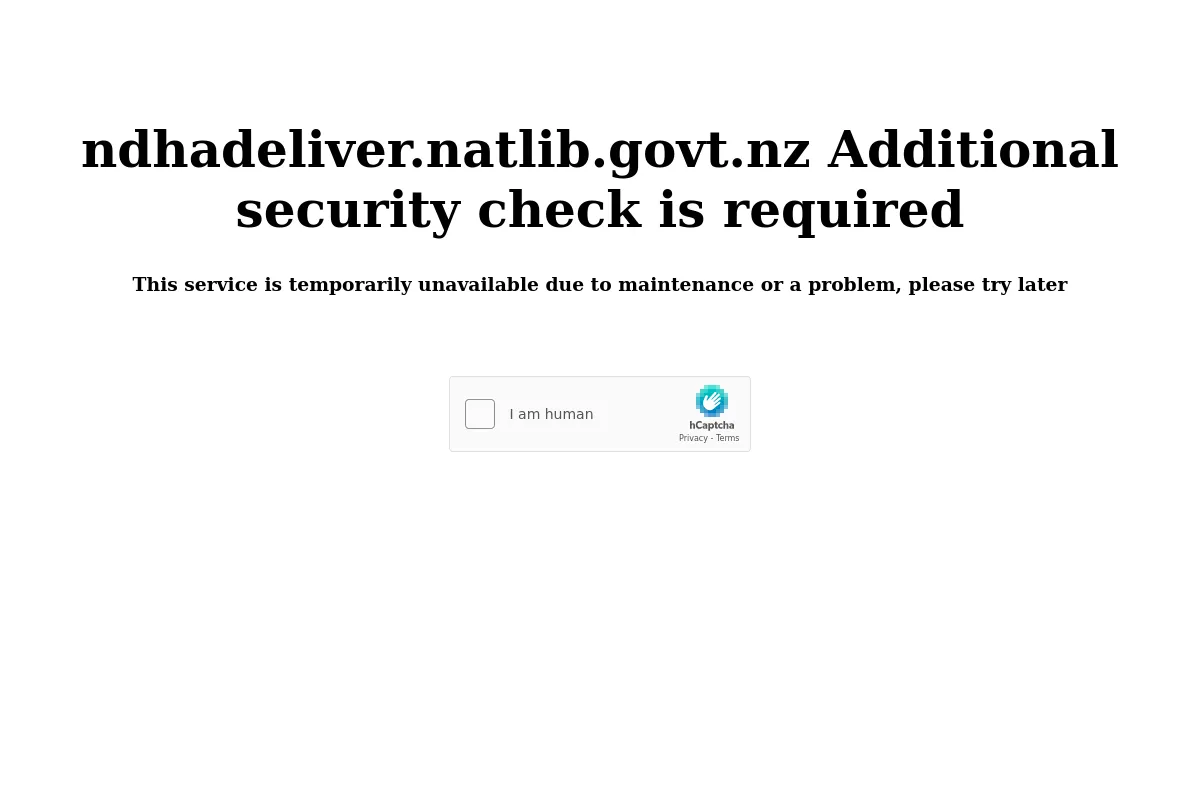 ndhadeliver.natlib.govt.nz Additional
security check is required
This service is temporarily unavailable due to maintenance or a problem, please try later
I am human
hCaptcha
Privacy - Terms